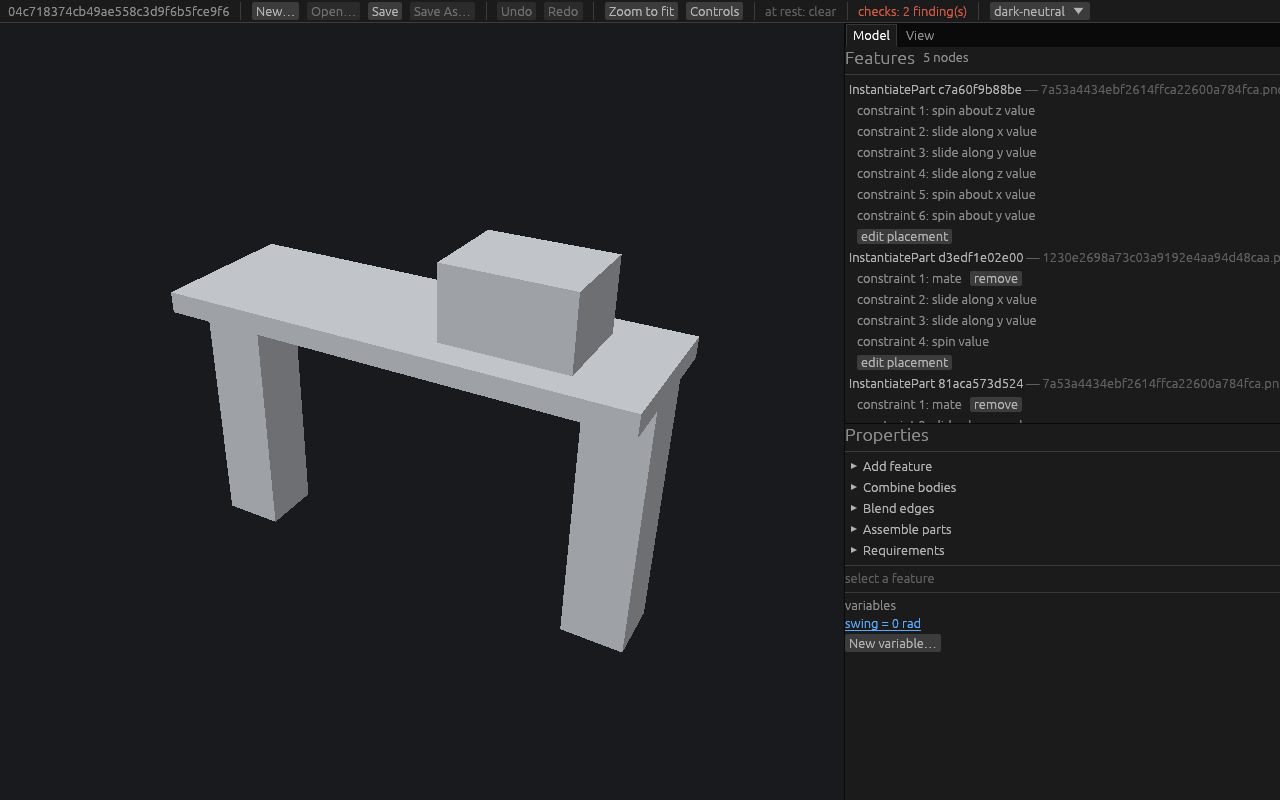 04c718374cb49ae558c3d9f6b5fce9f6 New… Open… Save Save As… Undo Redo Zoom to fit Controls at rest: clear checks: 2 finding(s) dark-neutral
Model View
Features 5 nodes
InstantiatePart c7a60f9b88be — 7a53a4434ebf2614ffca22600a784fca.pn
constraint 1: spin about z value
constraint 2: slide along x value
constraint 3: slide along y value
constraint 4: slide along z value
constraint 5: spin about x value
constraint 6: spin about y value
edit placement
InstantiatePart d3edf1e02e00 — 1230e2698a73c03a9192e4aa94d48caa.p
constraint 1: mate remove
constraint 2: slide along x value
constraint 3: slide along y value
constraint 4: spin value
edit placement
InstantiatePart 81aca573d524 — 7a53a4434ebf2614ffca22600a784fca.pn
constraint 1: mate remove
Properties
Add feature
Combine bodies
Blend edges
Assemble parts
Requirements
select a feature
variables
swing = 0 rad
New variable…